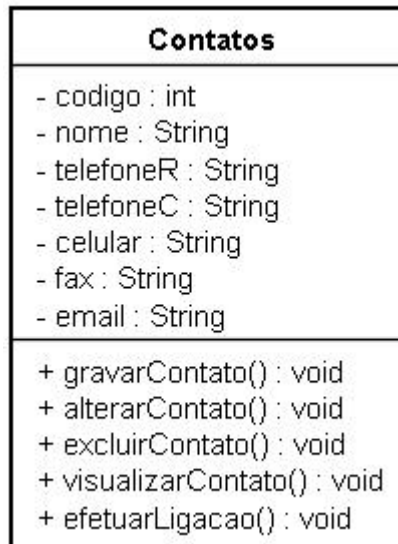 Contatos
- codigo : int
- nome : String
- telefoneR : String
- telefoneC : String
- celular : String
- fax : String
- email : String
+ gravarContato() : void
+ alterarContato() : void
+ excluirContato() : void
+ visualizarContato() : void
+ efetuarLigacao() : void